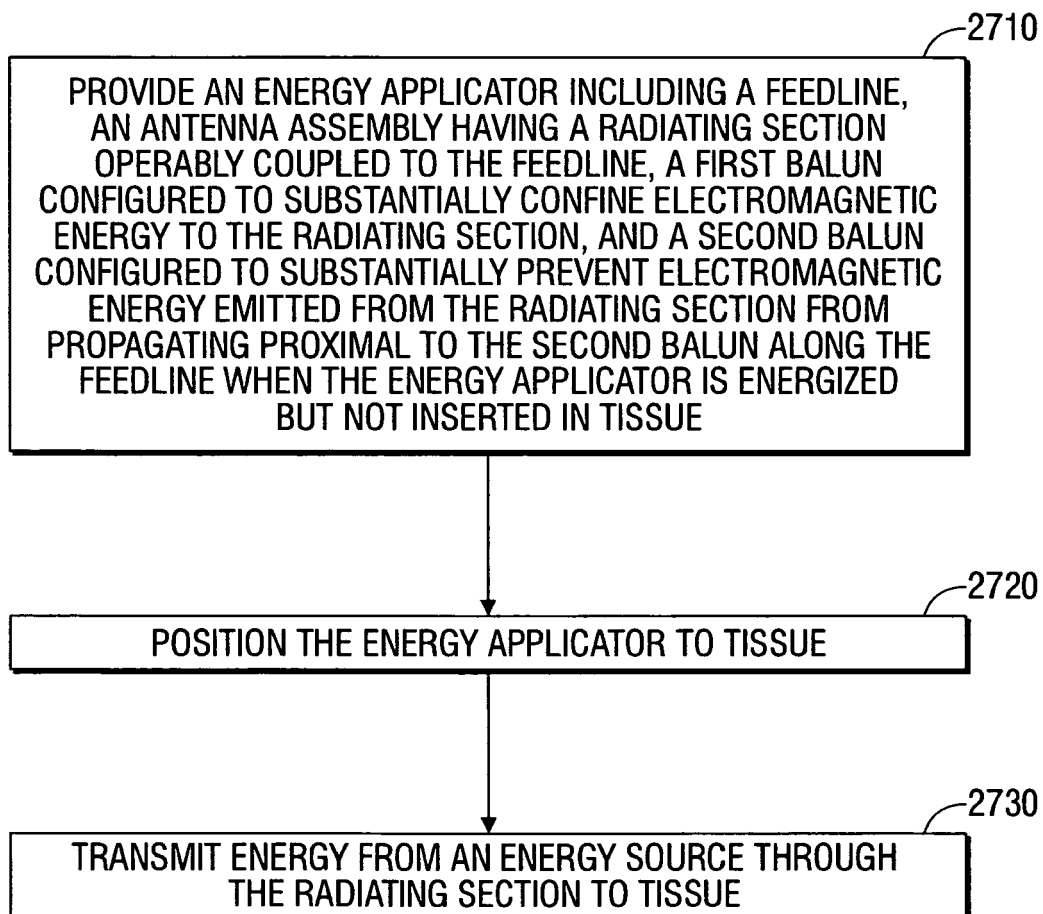 2710
PROVIDE AN ENERGY APPLICATOR INCLUDING A FEEDLINE,
AN ANTENNA ASSEMBLY HAVING A RADIATING SECTION
OPERABLY COUPLED TO THE FEEDLINE, A FIRST BALUN
CONFIGURED TO SUBSTANTIALLY CONFINE ELECTROMAGNETIC
ENERGY TO THE RADIATING SECTION, AND A SECOND BALUN
CONFIGURED TO SUBSTANTIALLY PREVENT ELECTROMAGNETIC
ENERGY EMITTED FROM THE RADIATING SECTION FROM
PROPAGATING PROXIMAL TO THE SECOND BALUN ALONG THE
FEEDLINE WHEN THE ENERGY APPLICATOR IS ENERGIZED
BUT NOT INSERTED IN TISSUE
2720
POSITION THE ENERGY APPLICATOR TO TISSUE
2730
TRANSMIT ENERGY FROM AN ENERGY SOURCE THROUGH
THE RADIATING SECTION TO TISSUE